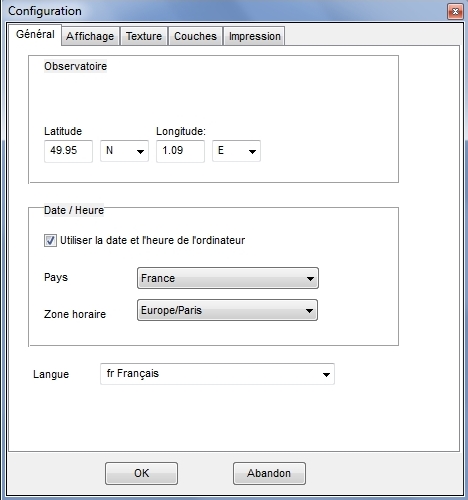 Configuration
Général Affichage Texture Couches Impression
Observatoire
Latitude Longitude:
49.95 N 1.09 E
Date / Heure
Utiliser la date et l'heure de l'ordinateur
Pays France
Zone horaire Europe/Paris
Langue fr Français
OK Abandon